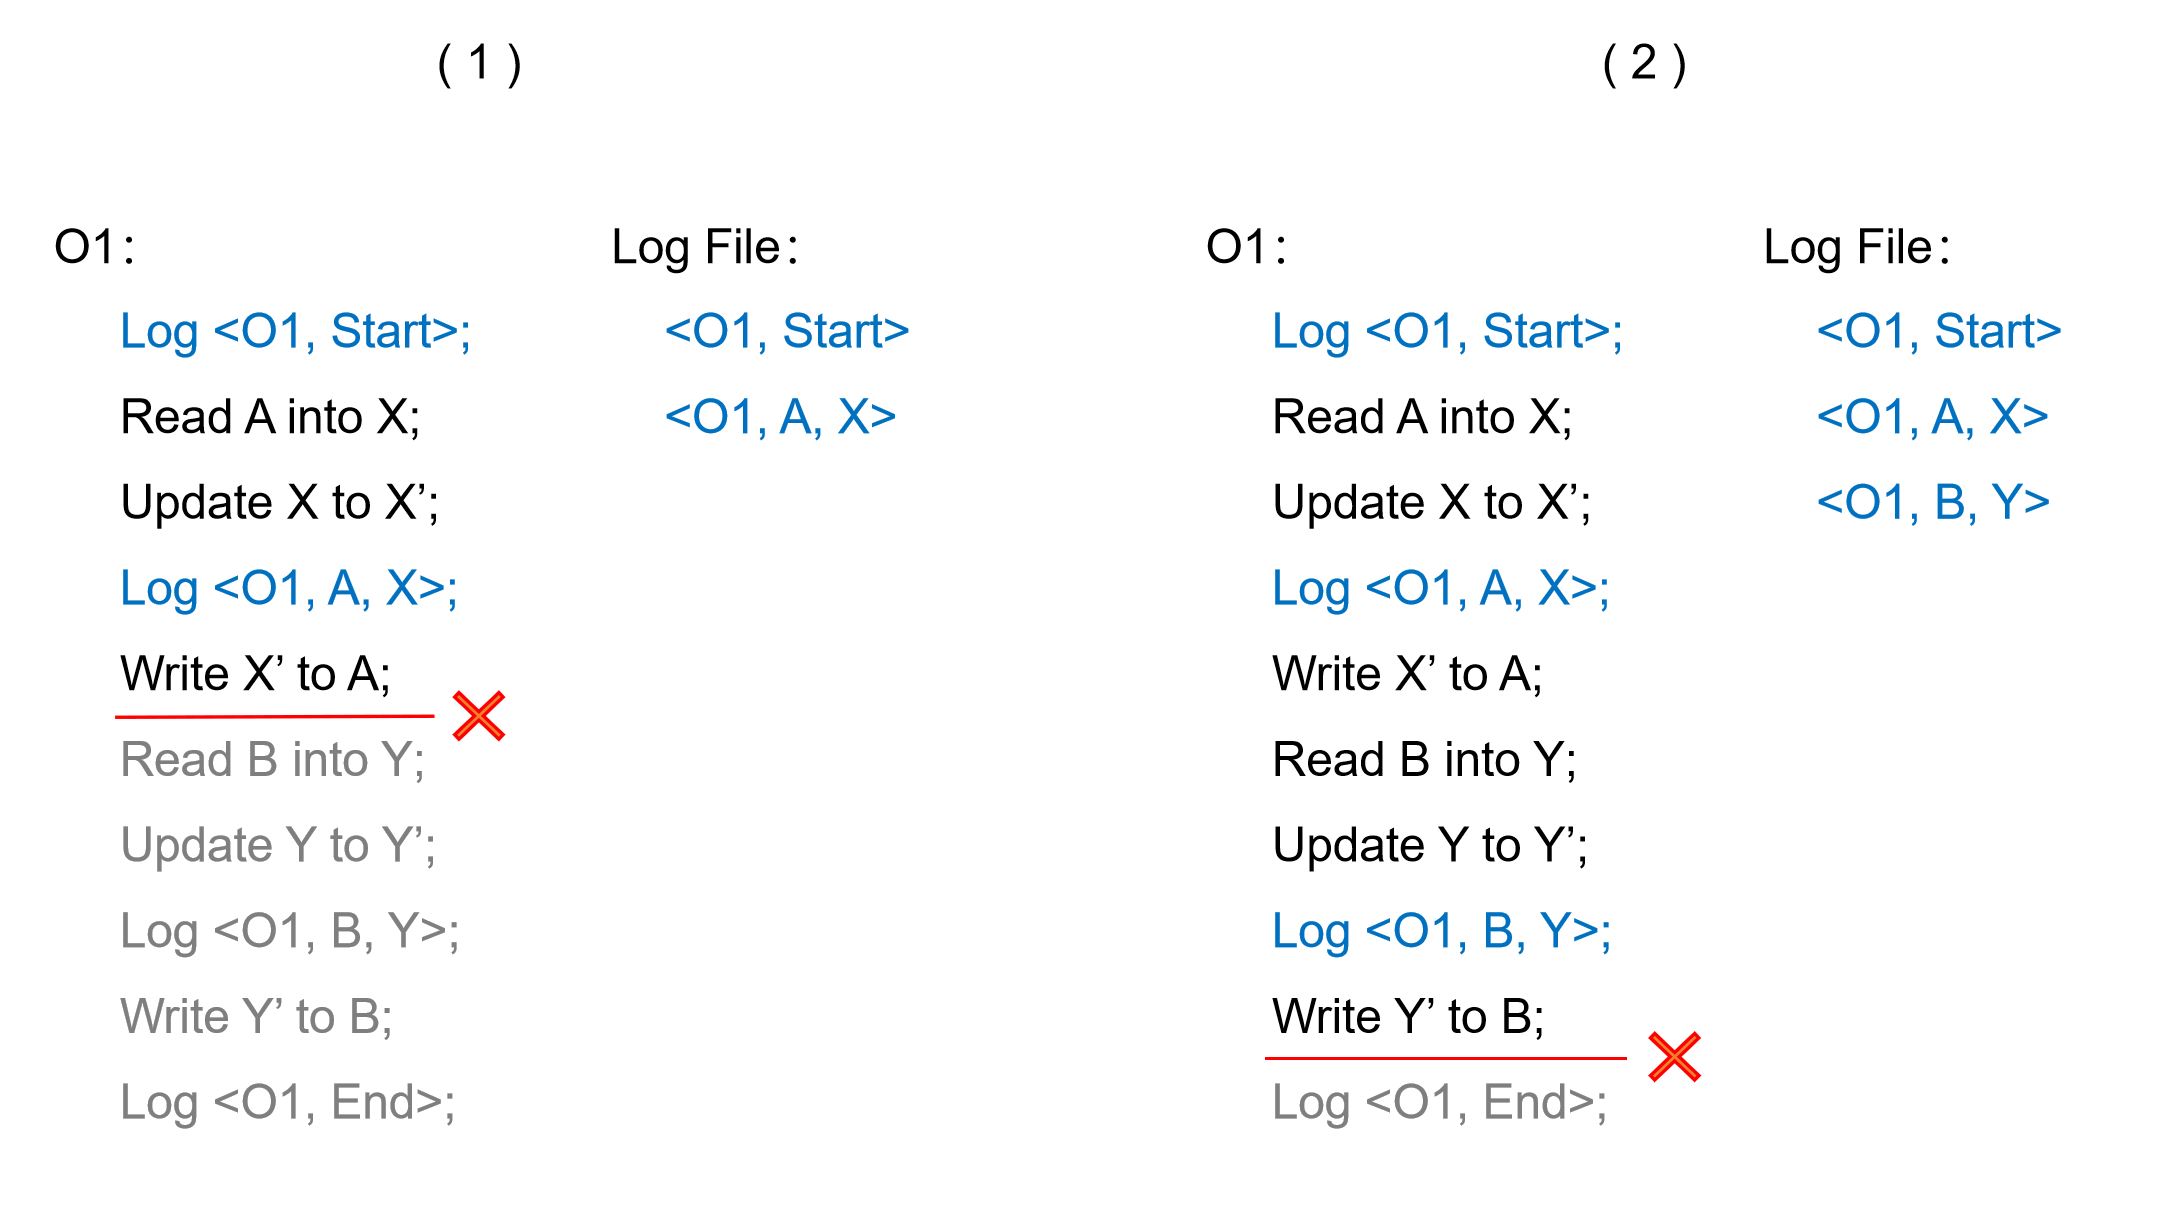 ( 1 )
O1:
Log <O1, Start>;
Read A into X;
Update X to X’;
Log <O1, A, X>;
Write X’ to A;
Read B into Y;
Update Y to Y’;
Log <O1, B, Y>;
Write Y’ to B;
Log <O1, End>;
Log File:
<O1, Start>
<O1, A, X>
( 2 )
O1:
Log <O1, Start>;
Read A into X;
Update X to X’;
Log <O1, A, X>;
Write X’ to A;
Read B into Y;
Update Y to Y’;
Log <O1, B, Y>;
Write Y’ to B;
Log <O1, End>;
Log File:
<O1, Start>
<O1, A, X>
<O1, B, Y>